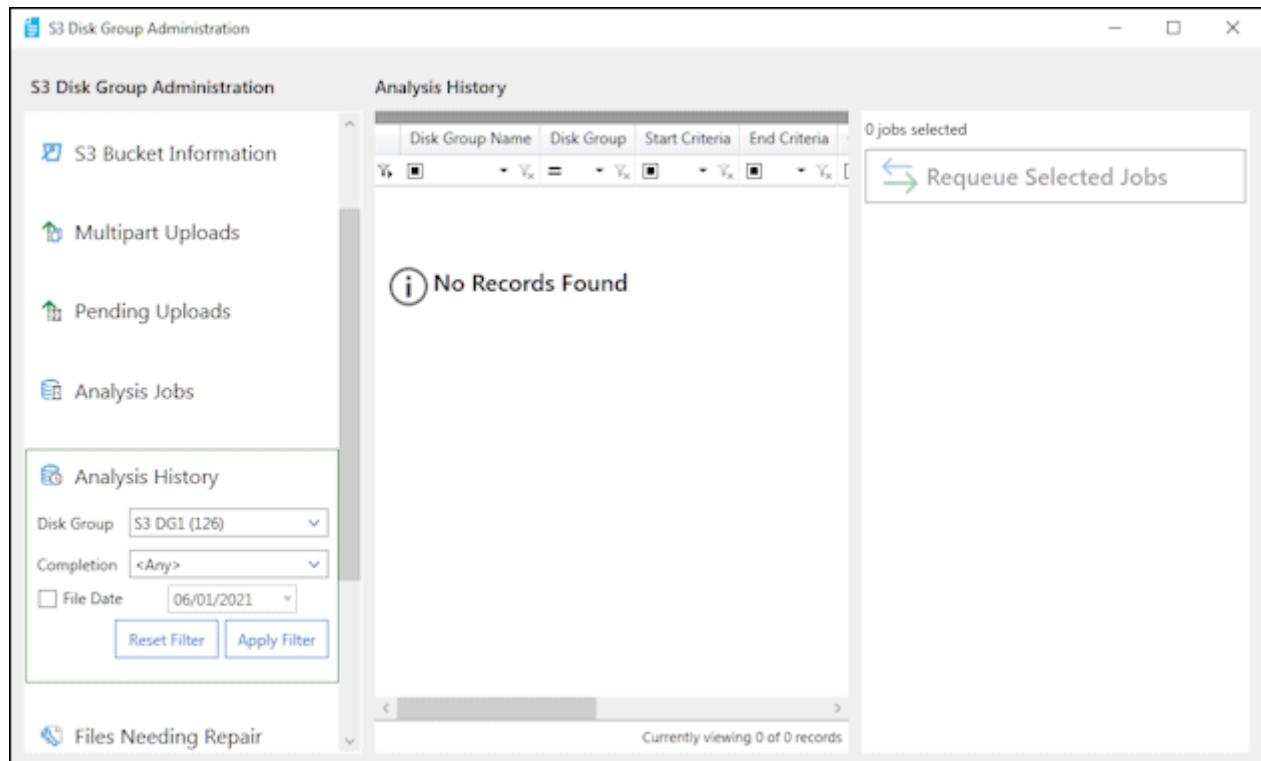 S3 Disk Group Administration
S3 Disk Group Administration
Analysis History
S3 Bucket Information
Multipart Uploads
Pending Uploads
Analysis Jobs
Analysis History
Disk Group S3 DG1 (126)
Completion <Any>
File Date 06/01/2021
Reset Filter Apply Filter
Files Needing Repair
Disk Group Name Disk Group Start Criteria End Criteria
=
No Records Found
Currently viewing 0 of 0 records
0 jobs selected
Requeue Selected Jobs